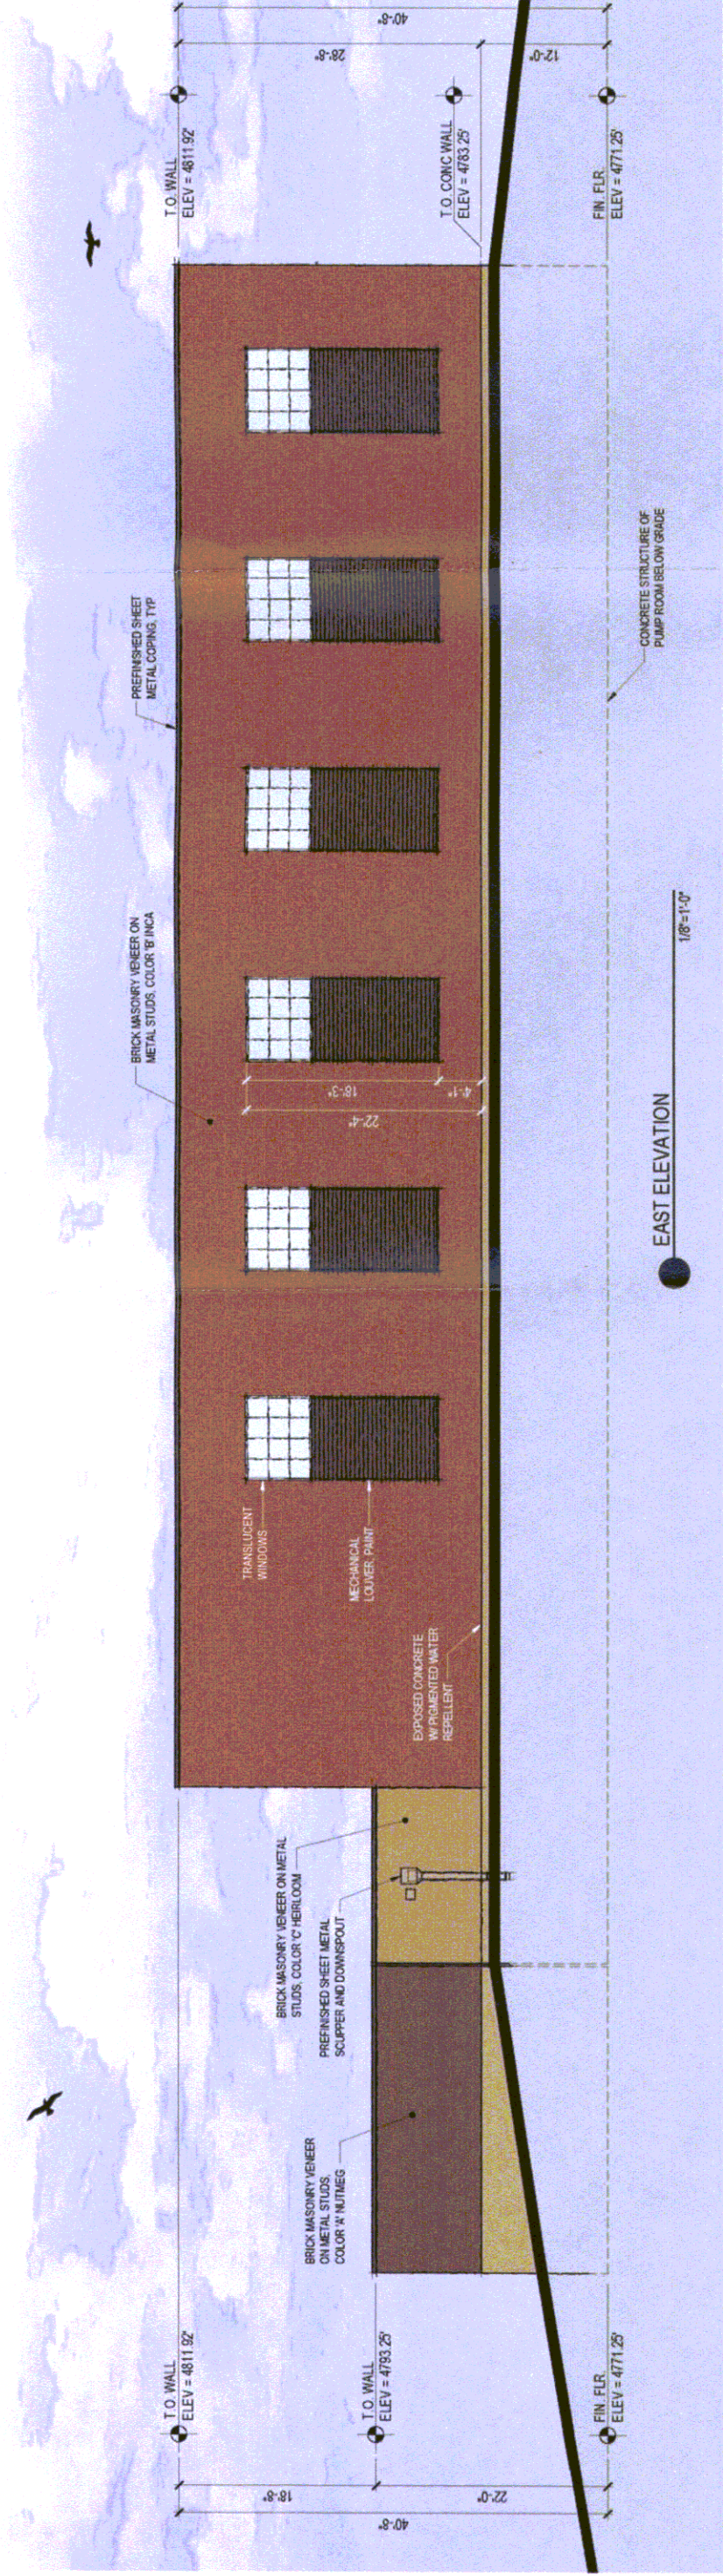 T.O. WALL
ELEV = 4811.92'
T.O. WALL
ELEV = 4793.25'
FIN. FLR.
ELEV = 4771.25'
18'-8"
22'-0"
40'-8"
BRICK MASONRY VENEER
ON METAL STUDS,
COLOR 'A' NUTMEG
BRICK MASONRY VENEER ON METAL
STUDS, COLOR 'C' HEIRLOOM
PREFINISHED SHEET METAL
SCUPPER AND DOWNSPOUT
EXPOSED CONCRETE
W/ PIGMENTED WATER
REPELLENT
TRANSLUCENT
WINDOWS
MECHANICAL
LOUVER, PAINT
BRICK MASONRY VENEER ON
METAL STUDS, COLOR 'B' INCA
18'-3"
4'-1"
22'-4"
PREFINISHED SHEET
METAL COPING, TYP
CONCRETE STRUCTURE OF
PUMP ROOM BELOW GRADE
T.O. WALL
ELEV = 4811.92'
T.O. CONC WALL
ELEV = 4783.25'
FIN. FLR.
ELEV = 4771.25'
28'-8"
12'-0"
40'-8"
EAST ELEVATION
1/8"=1'-0"